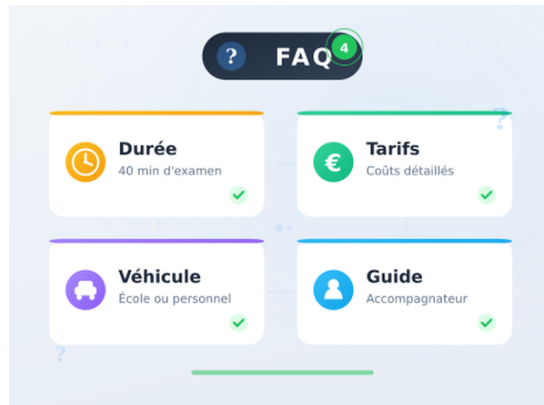 ? FAQ 4
Durée
40 min d'examen
Tarifs
€
Coûts détaillés
?
Véhicule
École ou personnel
Guide
Accompagnateur
?